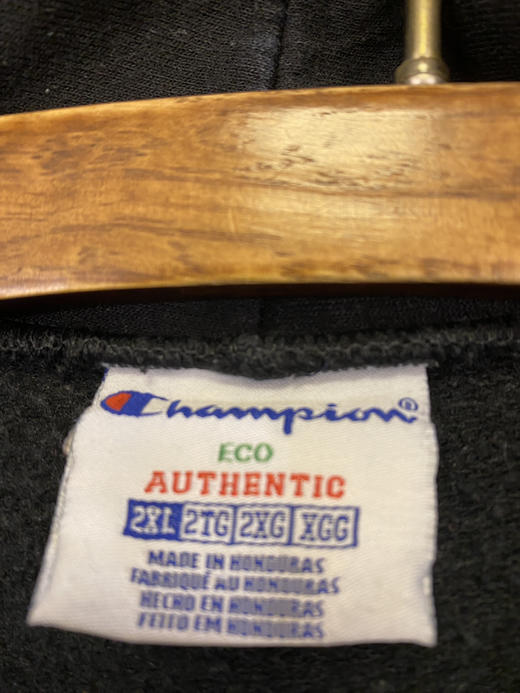 Champion®
ECO
AUTHENTIC
2XL 2TG 2XG XGG
MADE IN HONDURAS
FABRIQUÉ AU HONDURAS
HECHO EN HONDURAS
FEITO EM HONDURAS